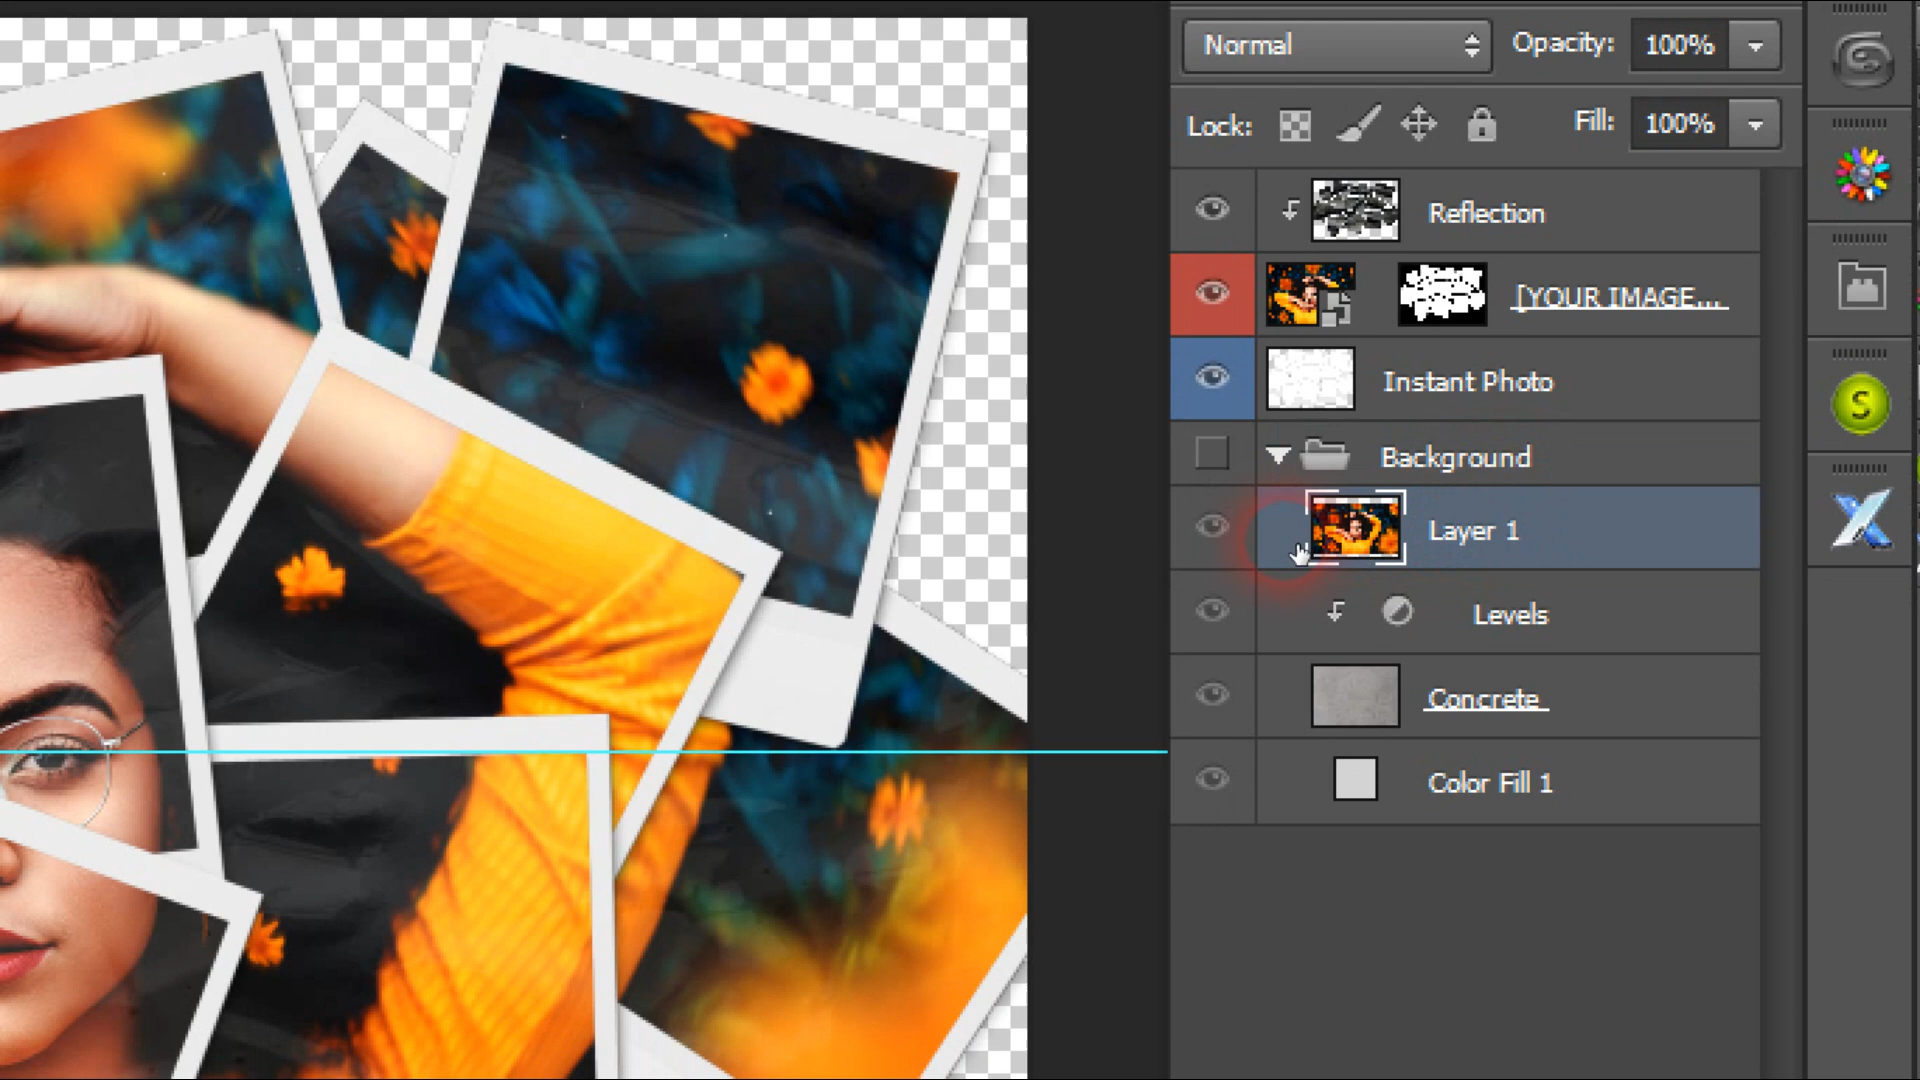 Normal
Opacity: 100%
Lock:
Fill: 100%
Reflection
[YOUR IMAGE...
Instant Photo
Background
Layer 1
Levels
Concrete
Color Fill 1
S